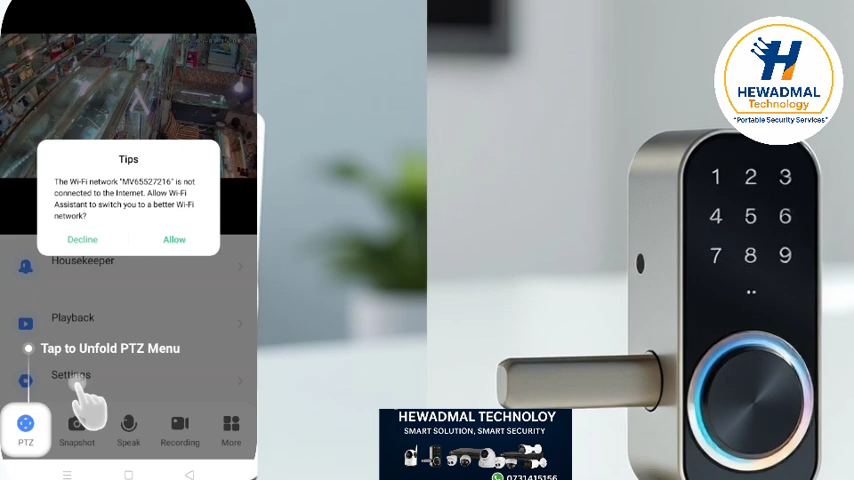 Tips
The Wi-Fi network "MV65527216" is not
connected to the Internet. Allow Wi-Fi
Assistant to switch you to a better Wi-Fi
network?
Decline
Allow
Housekeeper
Playback
Tap to Unfold PTZ Menu
Settings
PTZ
Snapshot
Speak
Recording
More
H
HEWADMAL
Technology
"Portable Security Services"
1 2 3
4 5 6
7 8 9
HEWADMAL TECHNOLOY
SMART SOLUTION, SMART SECURITY
0731415156